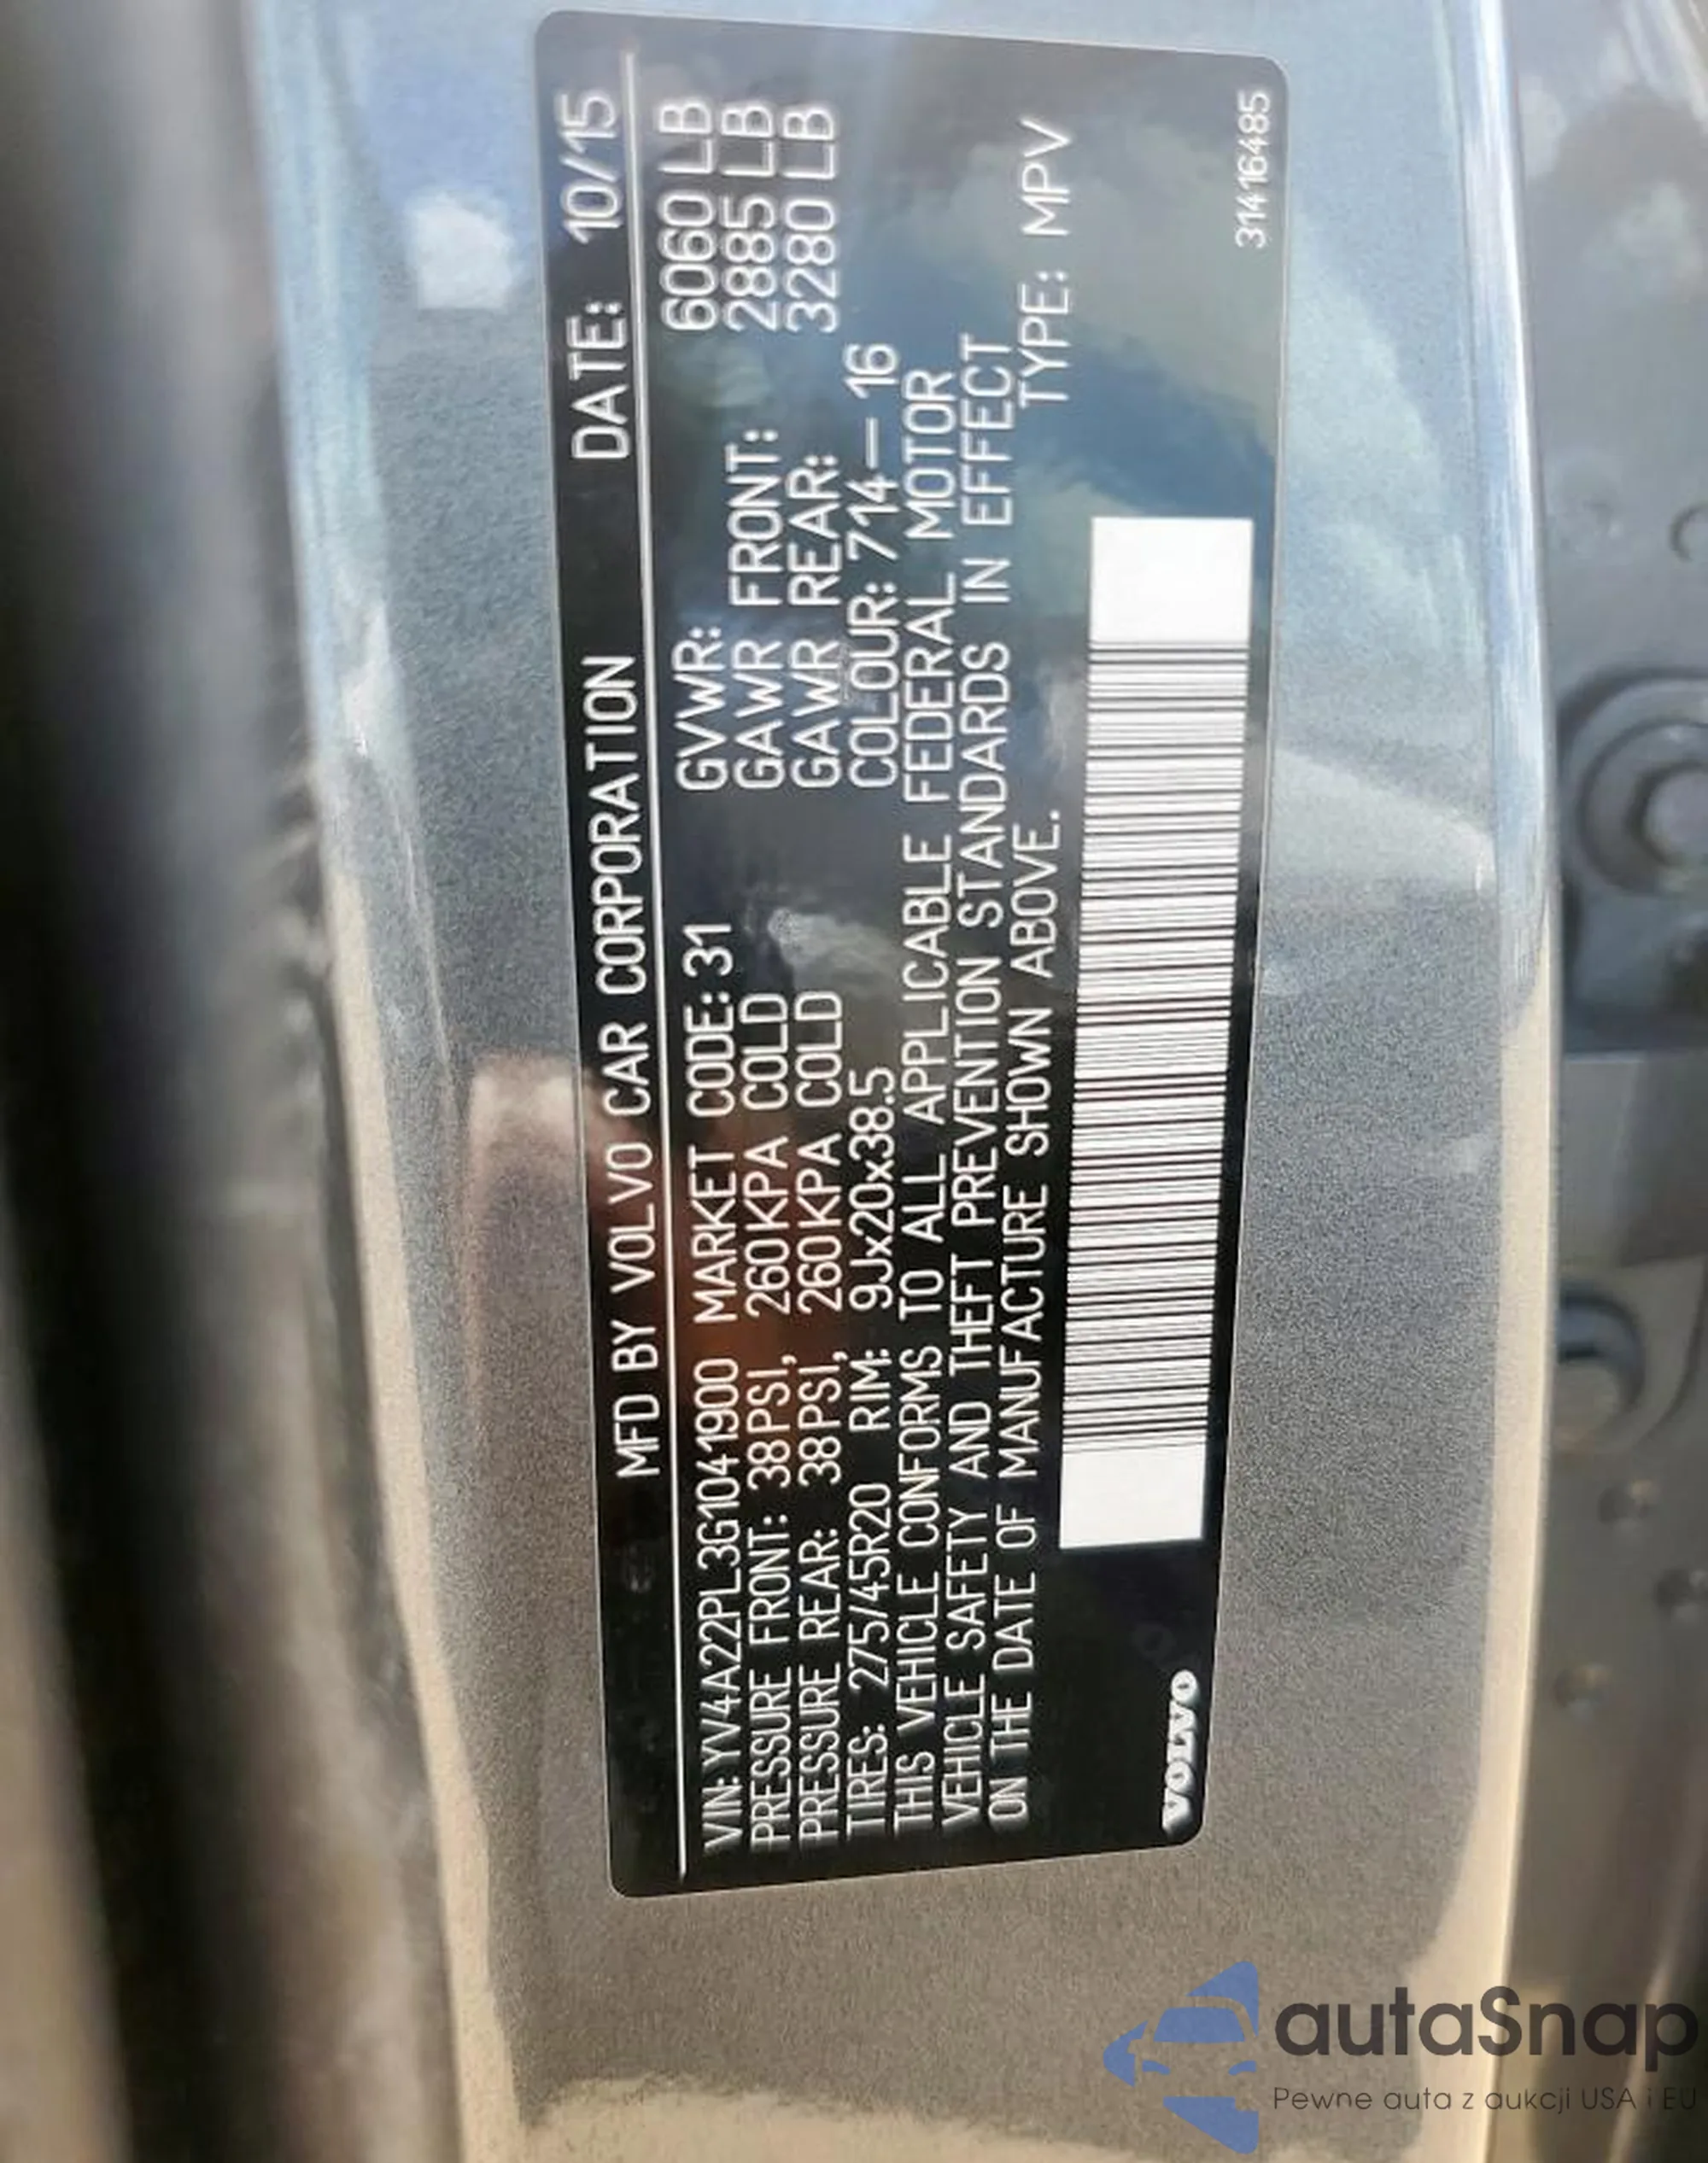 MFD BY VOLVO CAR CORPORATION DATE: 10/15
VIN: YV4A22PL3G1041900 MARKET CODE: 31 GVWR: 6060 LB
PRESSURE FRONT: 38PSI, 260KPA COLD GAWR FRONT: 2885 LB
PRESSURE REAR: 38PSI, 260KPA COLD GAWR REAR: 3280 LB
TIRES: 275/45R20 RIM: 9Jx20x38.5 COLOUR: 714—16
THIS VEHICLE CONFORMS TO ALL APPLICABLE FEDERAL MOTOR
VEHICLE SAFETY AND THEFT PREVENTION STANDARDS IN EFFECT
ON THE DATE OF MANUFACTURE SHOWN ABOVE. TYPE: MPV
VOLVO
31416485
autaSnap
Pewne auta z aukcji USA i EU